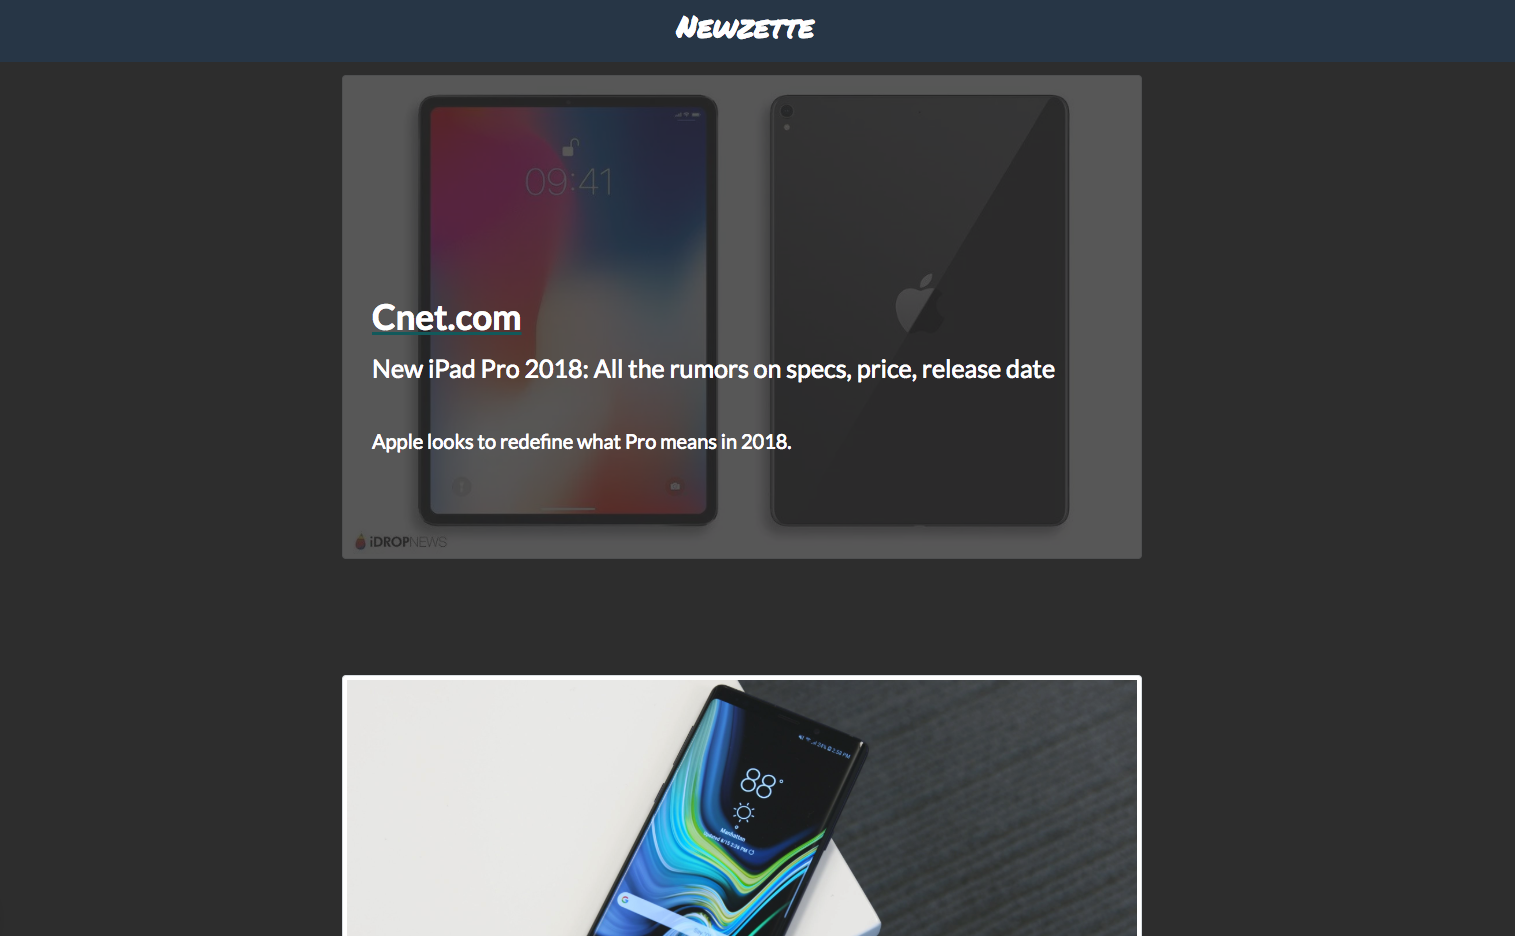 Newzette
09:41
Cnet.com
New iPad Pro 2018: All the rumors on specs, price, release date
Apple looks to redefine what Pro means in 2018.
iDROPNEWS
88°
Manhattan